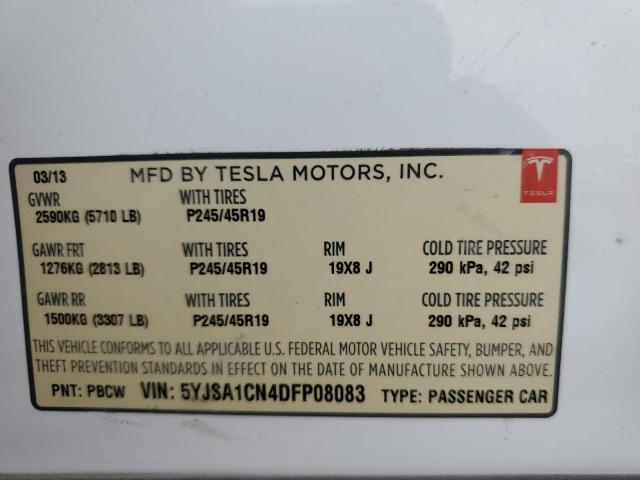 03/13 MFD BY TESLA MOTORS, INC.
TESLA
GVWR WITH TIRES
2590KG (5710 LB) P245/45R19
GAWR FRT WITH TIRES RIM COLD TIRE PRESSURE
1276KG (2813 LB) P245/45R19 19X8 J 290 kPa, 42 psi
GAWR RR WITH TIRES RIM COLD TIRE PRESSURE
1500KG (3307 LB) P245/45R19 19X8 J 290 kPa, 42 psi
THIS VEHICLE CONFORMS TO ALL APPLICABLE U.S. FEDERAL MOTOR VEHICLE SAFETY, BUMPER, AND
THEFT PREVENTION STANDARDS IN EFFECT ON THE DATE OF MANUFACTURE SHOWN ABOVE.
PNT: PBCW VIN: 5YJSA1CN4DFP08083 TYPE: PASSENGER CAR